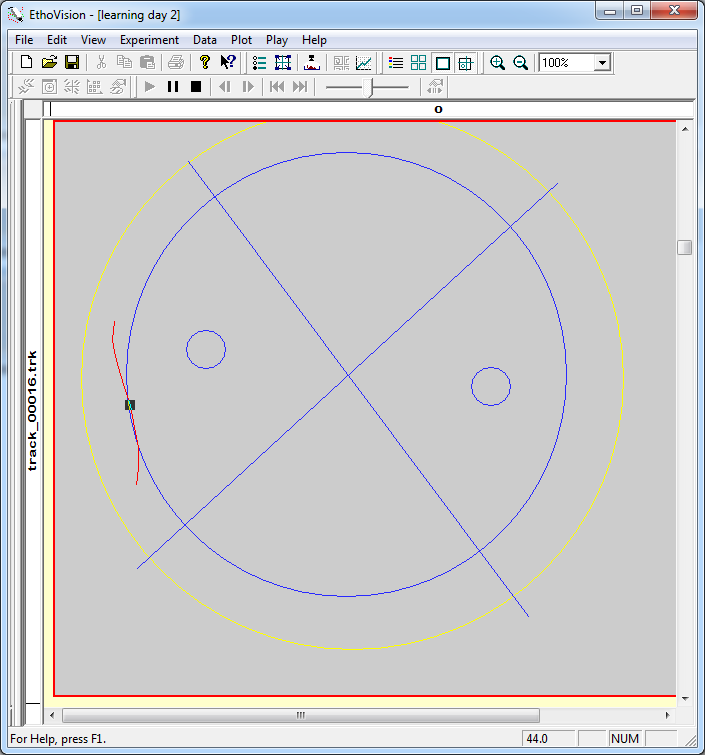 EthoVision - [learning day 2]
File Edit View Experiment Data Plot Play Help
100%
o
track_00016.trk
For Help, press F1.
44.0
NUM